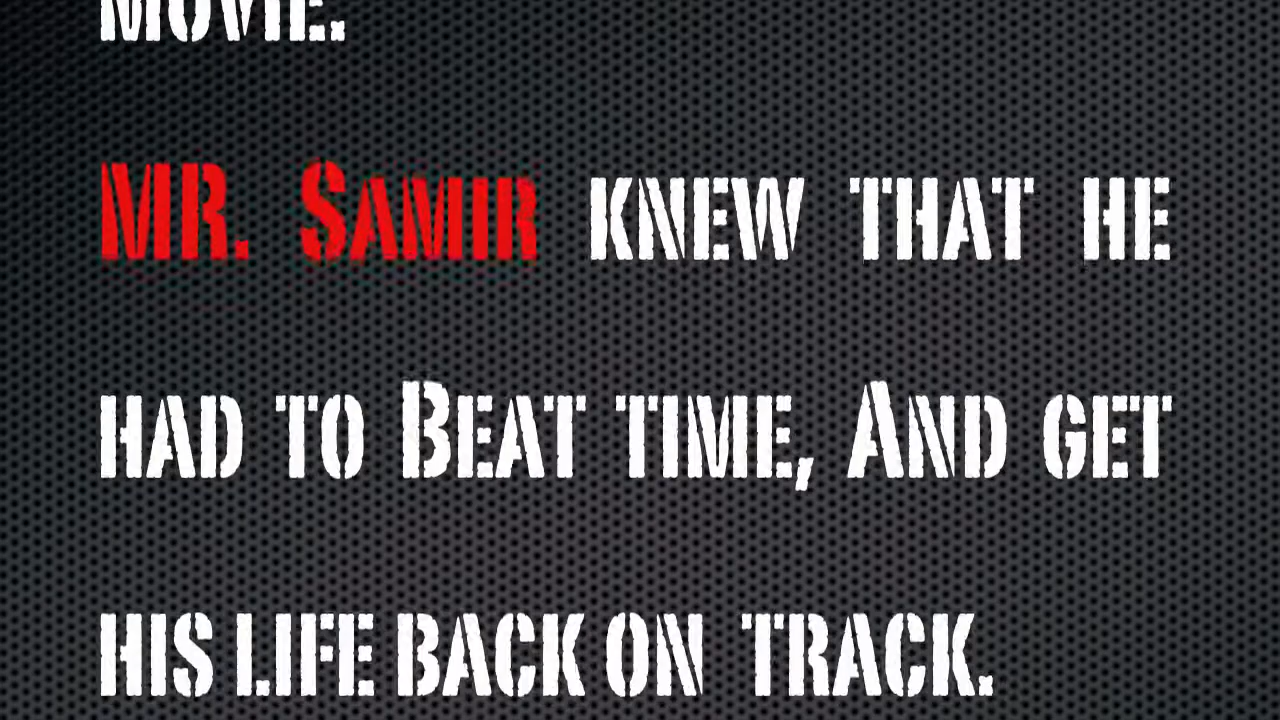 MOVIE.
MR. SAMIR KNEW THAT HE
HAD TO BEAT TIME, AND GET
HIS LIFE BACK ON TRACK.